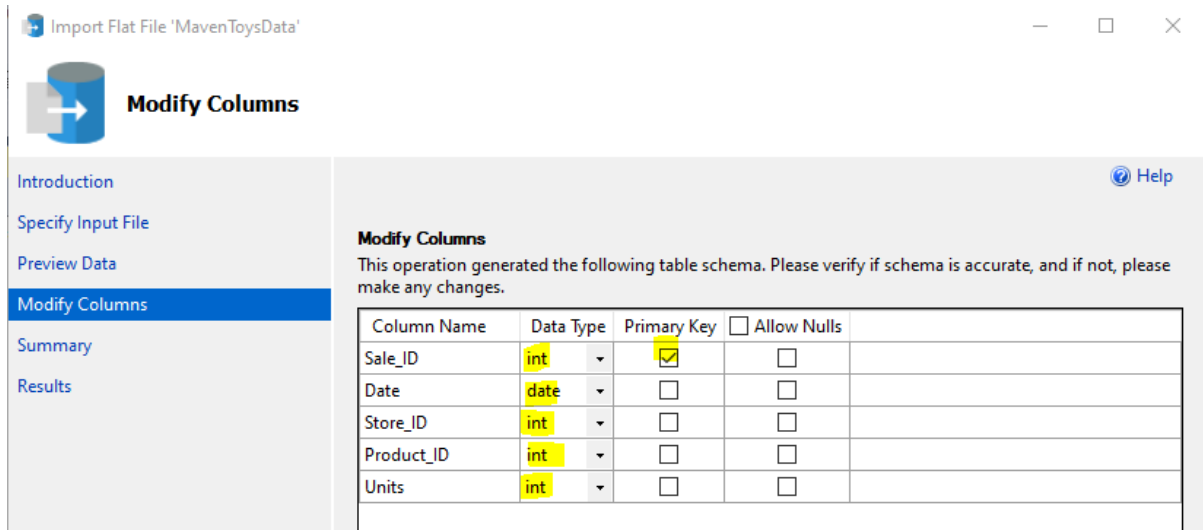 Import Flat File 'MavenToysData'
Modify Columns
Introduction
Specify Input File
Preview Data
Modify Columns
Summary
Results
Help
Modify Columns
This operation generated the following table schema. Please verify if schema is accurate, and if not, please
make any changes.
Column Name Data Type Primary Key Allow Nulls
Sale_ID int
Date date
Store_ID int
Product_ID int
Units int